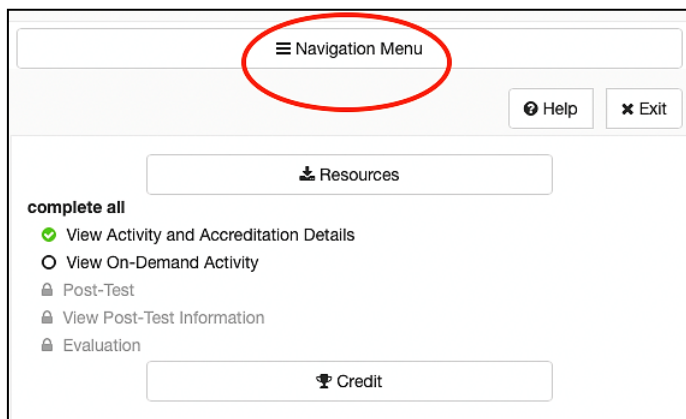 Navigation Menu
Help
Exit
Resources
complete all
View Activity and Accreditation Details
View On-Demand Activity
Post-Test
View Post-Test Information
Evaluation
Credit